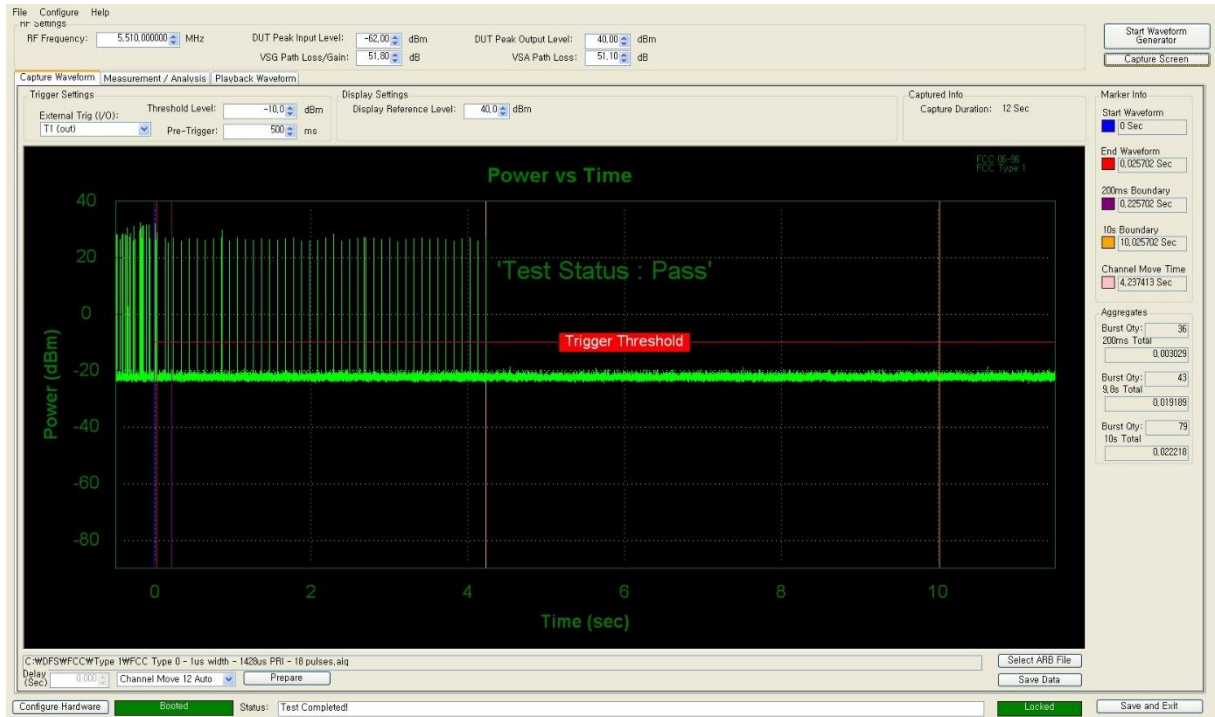 File Configure Help
RF Settings
RF Frequency: 5,510,000000 MHz
DUT Peak Input Level: -62,00 dBm
DUT Peak Output Level: 40,00 dBm
VSG Path Loss/Gain: 51,80 dB
VSA Path Loss: 51,10 dB
Start Waveform Generator
Capture Screen
Capture Waveform Measurement / Analysis Playback Waveform
Trigger Settings
External Trig (I/O):
T1 (out)
Threshold Level: -10,0 dBm
Pre-Trigger: 500 ms
Display Settings
Display Reference Level: 40,0 dBm
Captured Info
Capture Duration: 12 Sec
Marker Info
Start Waveform
0 Sec
End Waveform
0,025702 Sec
200ms Boundary
0,225702 Sec
10s Boundary
10,025702 Sec
Channel Move Time
4,237413 Sec
Aggregates
Burst Qty: 36
200ms Total
0,003029
Burst Qty: 43
9,8s Total
0,019189
Burst Qty: 79
10s Total
0,022218
FCC 06-96
FCC Type 1
Power vs Time
'Test Status : Pass'
Trigger Threshold
Power (dBm)
40
20
0
-20
-40
-60
-80
0 2 4 6 8 10
Time (sec)
C:₩DFS₩FCC₩Type 1₩FCC Type 0 - 1us width - 1428us PRI - 18 pulses,aiq
Select ARB File
Delay (Sec) 0,000
Channel Move 12 Auto
Prepare
Save Data
Configure Hardware
Booted
Status: Test Completed!
Locked
Save and Exit